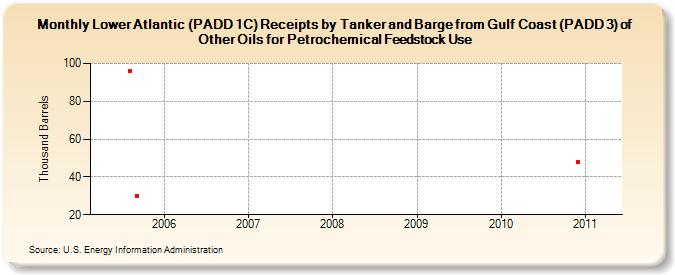 Monthly Lower Atlantic (PADD 1C) Receipts by Tanker and Barge from Gulf Coast (PADD 3) of
Other Oils for Petrochemical Feedstock Use
Thousand Barrels
100
80
60
40
20
2006 2007 2008 2009 2010 2011
Source: U.S. Energy Information Administration